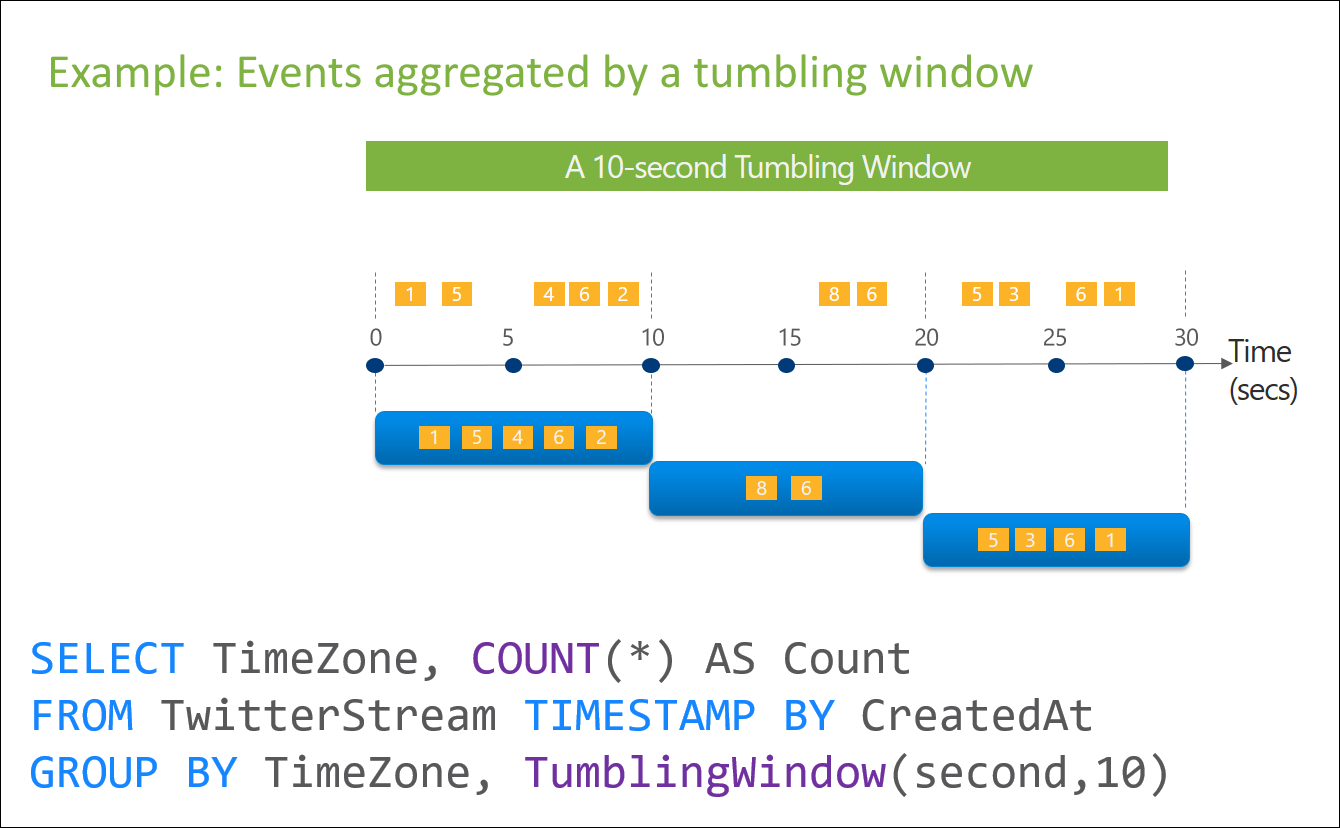 Example: Events aggregated by a tumbling window
A 10-second Tumbling Window
1 5 4 6 2 8 6 5 3 6 1
0 5 10 15 20 25 30
Time
(secs)
1 5 4 6 2
8 6
5 3 6 1
SELECT TimeZone, COUNT(*) AS Count
FROM TwitterStream TIMESTAMP BY CreatedAt
GROUP BY TimeZone, TumblingWindow(second,10)